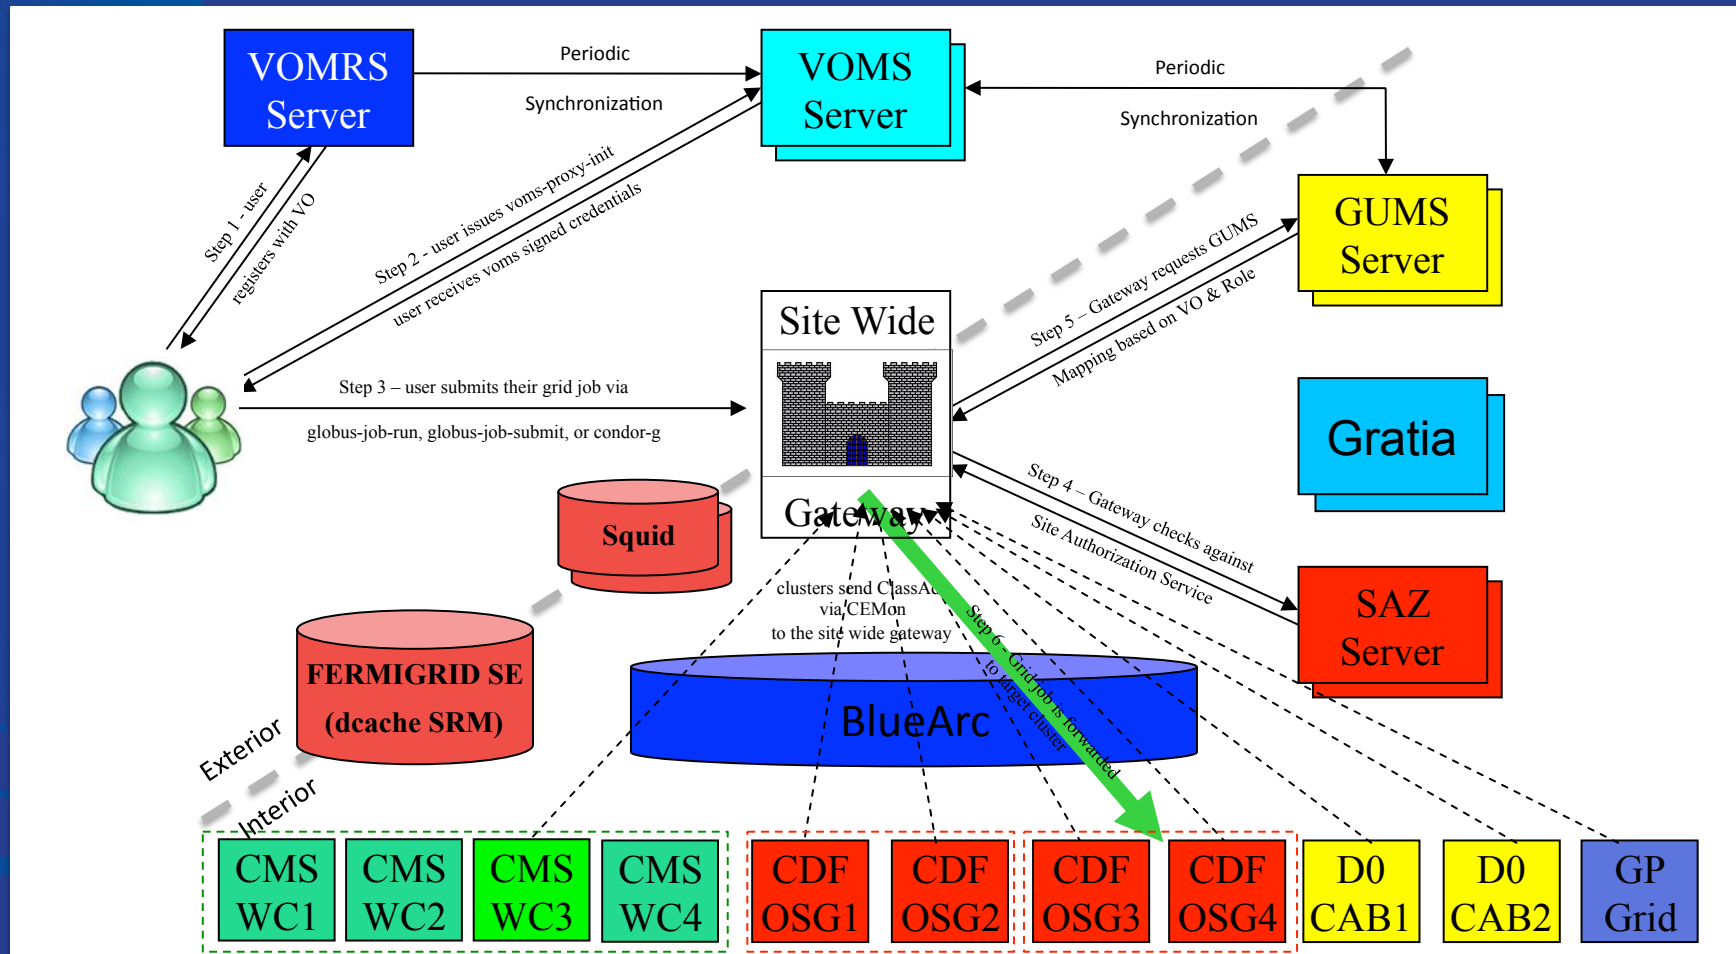 VOMRS
Server
Periodic
Synchronization
VOMS
Server
Periodic
Synchronization
GUMS
Server
Step 1 - user
registers with VO
Step 2 - user issues voms-proxy-init
user receives voms signed credentials
Site Wide
Gateway
Step 5 – Gateway requests GUMS
Mapping based on VO & Role
Step 3 – user submits their grid job via
globus-job-run, globus-job-submit, or condor-g
Gratia
Step 4 – Gateway checks against
Site Authorization Service
Squid
clusters send
via CEMon
to the site wide gateway
SAZ
Server
FERMIGRID SE
(dcache SRM)
Step 6 - Grid job is forwarded
to target cluster
BlueArc
Exterior
Interior
CMS
WC1
CMS
WC2
CMS
WC3
CMS
WC4
CDF
OSG1
CDF
OSG2
CDF
OSG3
CDF
OSG4
D0
CAB1
D0
CAB2
GP
Grid